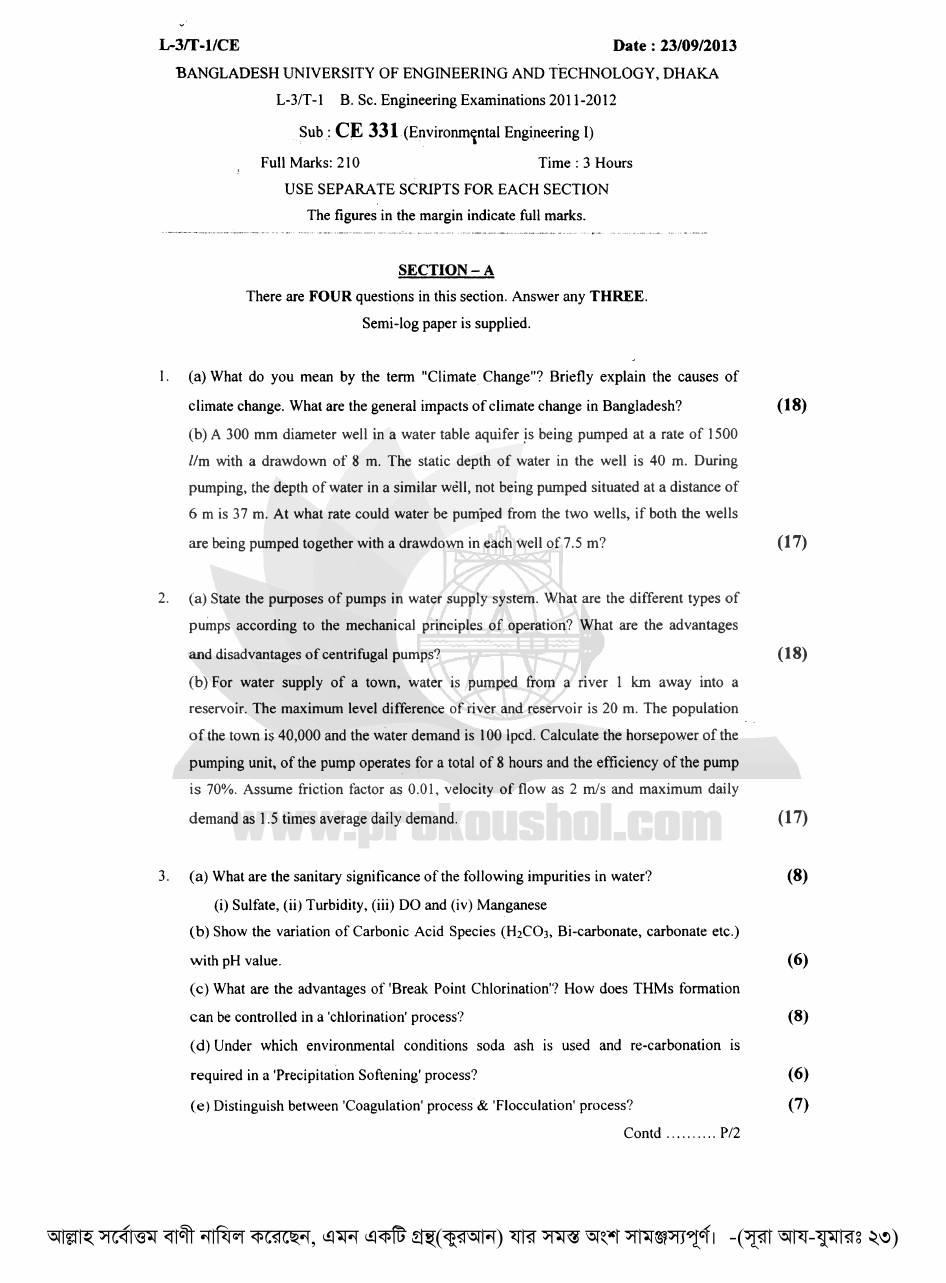 L-3/T-1/CE Date : 23/09/2013
BANGLADESH UNIVERSITY OF ENGINEERING AND TECHNOLOGY, DHAKA
L-3/T-1 B. Sc. Engineering Examinations 2011-2012
Sub : CE 331 (Environmental Engineering I)
Full Marks: 210 Time : 3 Hours
USE SEPARATE SCRIPTS FOR EACH SECTION
The figures in the margin indicate full marks.
SECTION – A
There are FOUR questions in this section. Answer any THREE.
Semi-log paper is supplied.
1. (a) What do you mean by the term "Climate Change"? Briefly explain the causes of
climate change. What are the general impacts of climate change in Bangladesh? (18)
(b) A 300 mm diameter well in a water table aquifer is being pumped at a rate of 1500
l/m with a drawdown of 8 m. The static depth of water in the well is 40 m. During
pumping, the depth of water in a similar well, not being pumped situated at a distance of
6 m is 37 m. At what rate could water be pumped from the two wells, if both the wells
are being pumped together with a drawdown in each well of 7.5 m? (17)
2. (a) State the purposes of pumps in water supply system. What are the different types of
pumps according to the mechanical principles of operation? What are the advantages
and disadvantages of centrifugal pumps? (18)
(b) For water supply of a town, water is pumped from a river 1 km away into a
reservoir. The maximum level difference of river and reservoir is 20 m. The population
of the town is 40,000 and the water demand is 100 lpcd. Calculate the horsepower of the
pumping unit, of the pump operates for a total of 8 hours and the efficiency of the pump
is 70%. Assume friction factor as 0.01, velocity of flow as 2 m/s and maximum daily
demand as 1.5 times average daily demand. (17)
www.prokoushol.com
3. (a) What are the sanitary significance of the following impurities in water? (8)
(i) Sulfate, (ii) Turbidity, (iii) DO and (iv) Manganese
(b) Show the variation of Carbonic Acid Species (H₂CO₃, Bi-carbonate, carbonate etc.)
with pH value. (6)
(c) What are the advantages of 'Break Point Chlorination'? How does THMs formation
can be controlled in a 'chlorination' process? (8)
(d) Under which environmental conditions soda ash is used and re-carbonation is
required in a 'Precipitation Softening' process? (6)
(e) Distinguish between 'Coagulation' process & 'Flocculation' process? (7)
Contd .......... P/2
আল্লাহ সর্বোত্তম বাণী নাযিল করেছেন, এমন একটি গ্রন্থ(কুরআন) যার সমস্ত অংশ সামঞ্জস্যপূর্ণ। -(সূরা আয-যুমারঃ ২৩)